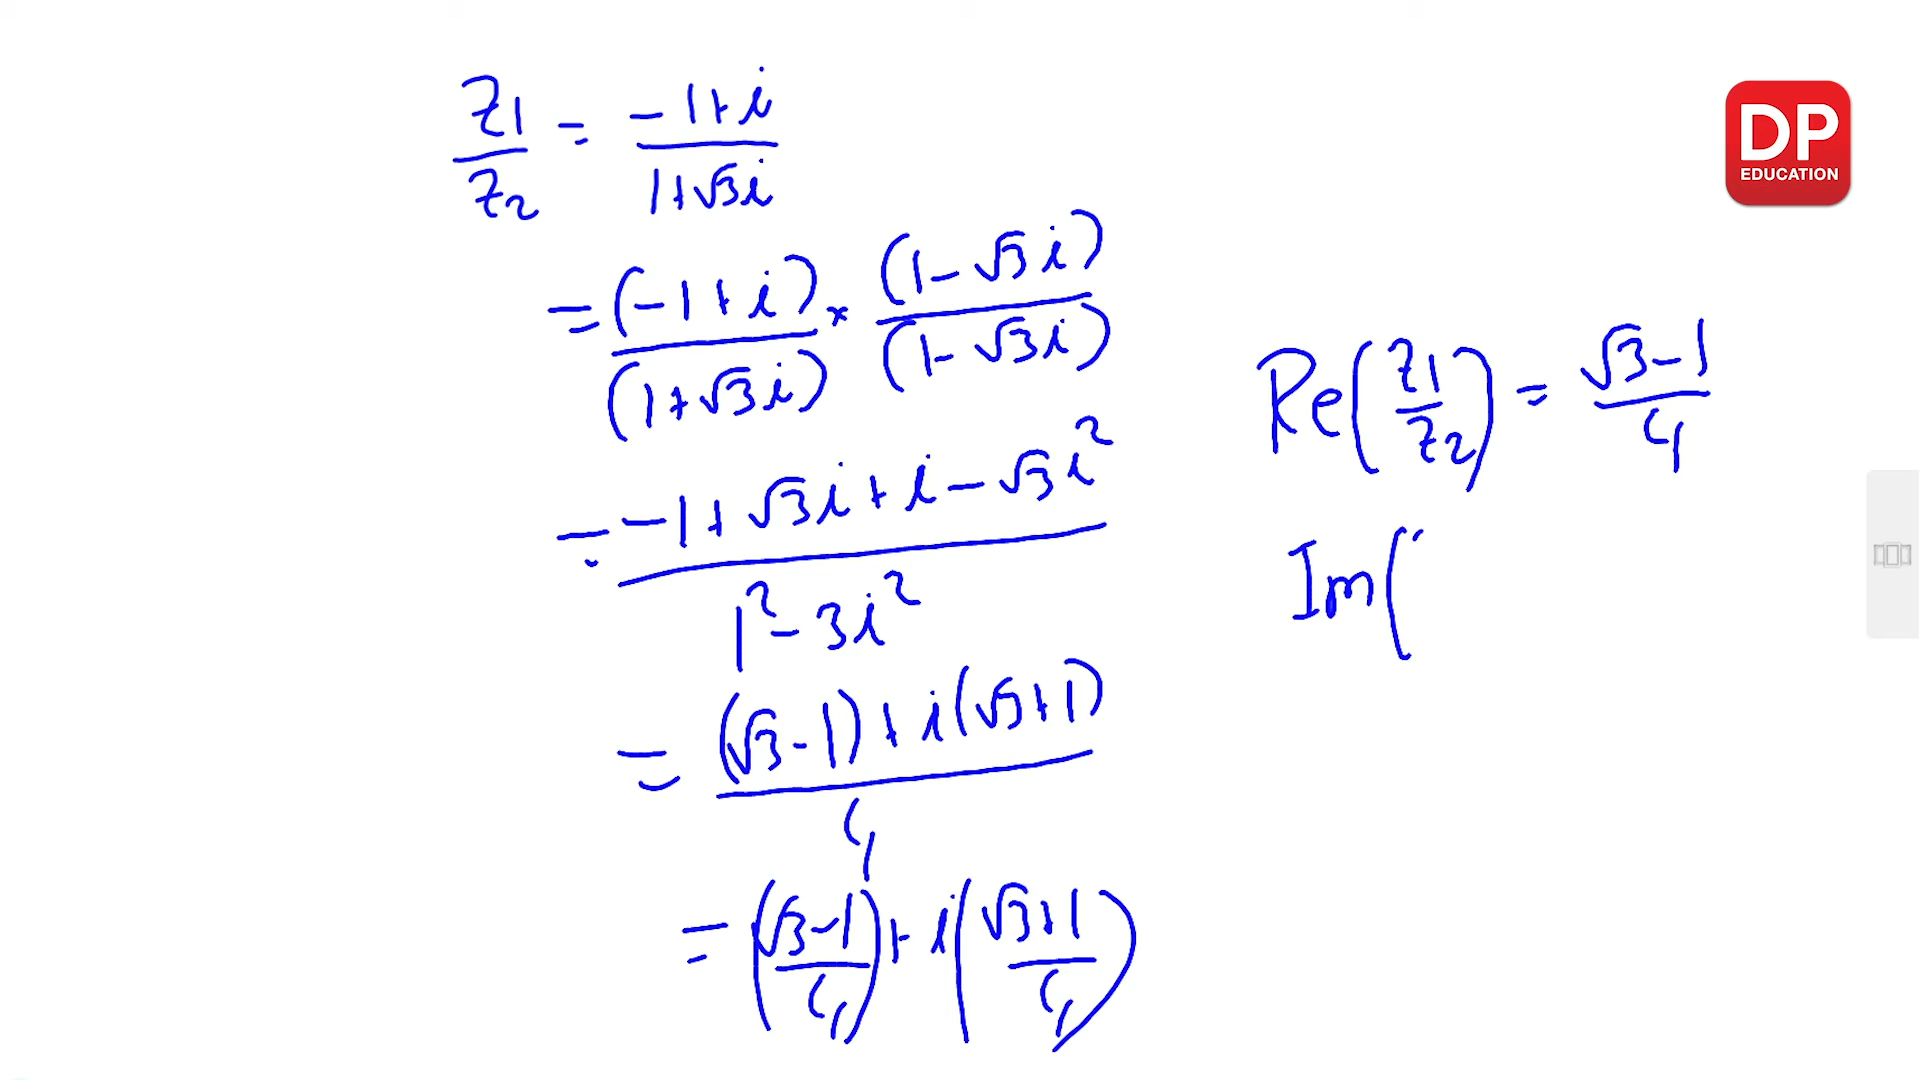 DP
EDUCATION
z1/z2 = -1+i / 1+√3i
= (-1+i)/(1+√3i) × (1-√3i)/(1-√3i)
= -1+√3i+i-√3i² / 1²-3i²
= (√3-1)+i(√3+1) / 4
= (√3-1/4)+i(√3+1/4)
Re(z1/z2) = √3-1/4
Im(